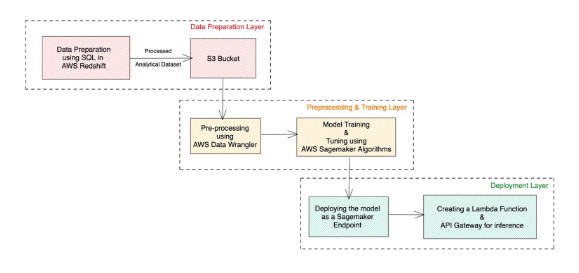 Data Preparation Layer
Data Preparation
using SQL in
AWS Redshift
Processed
Analytical Dataset
S3 Bucket
Preprocessing & Training Layer
Pre-processing
using
AWS Data Wrangler
Model Training
&
Tuning using
AWS Sagemaker Algorithms
Deployment Layer
Deploying the model
as a Sagemaker
Endpoint
Creating a Lambda Function
&
API Gateway for inference